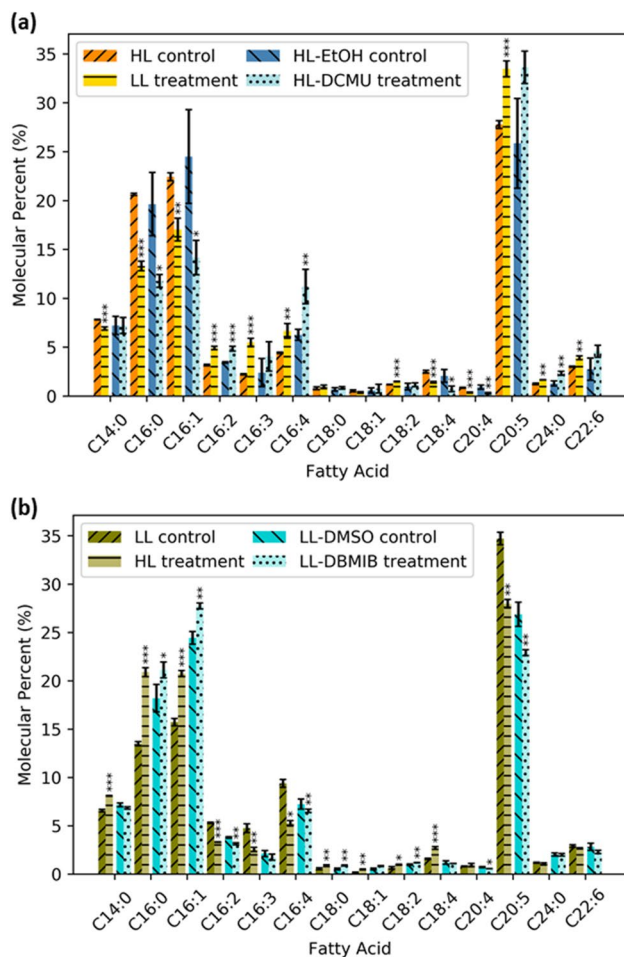 (a)
HL control
HL-EtOH control
LL treatment
HL-DCMU treatment
Molecular Percent (%)
35
30
25
20
15
10
5
0
***
***
*
**
*
***
***
***
**
**
***
***
*
*
*
***
**
**
***
C14:0
C16:0
C16:1
C16:2
C16:3
C16:4
C18:0
C18:1
C18:2
C18:4
C20:4
C20:5
C24:0
C22:6
Fatty Acid
(b)
LL control
LL-DMSO control
HL treatment
LL-DBMIB treatment
Molecular Percent (%)
35
30
25
20
15
10
5
0
***
***
*
***
**
***
**
**
*
**
**
**
*
*
**
***
*
**
***
C14:0
C16:0
C16:1
C16:2
C16:3
C16:4
C18:0
C18:1
C18:2
C18:4
C20:4
C20:5
C24:0
C22:6
Fatty Acid